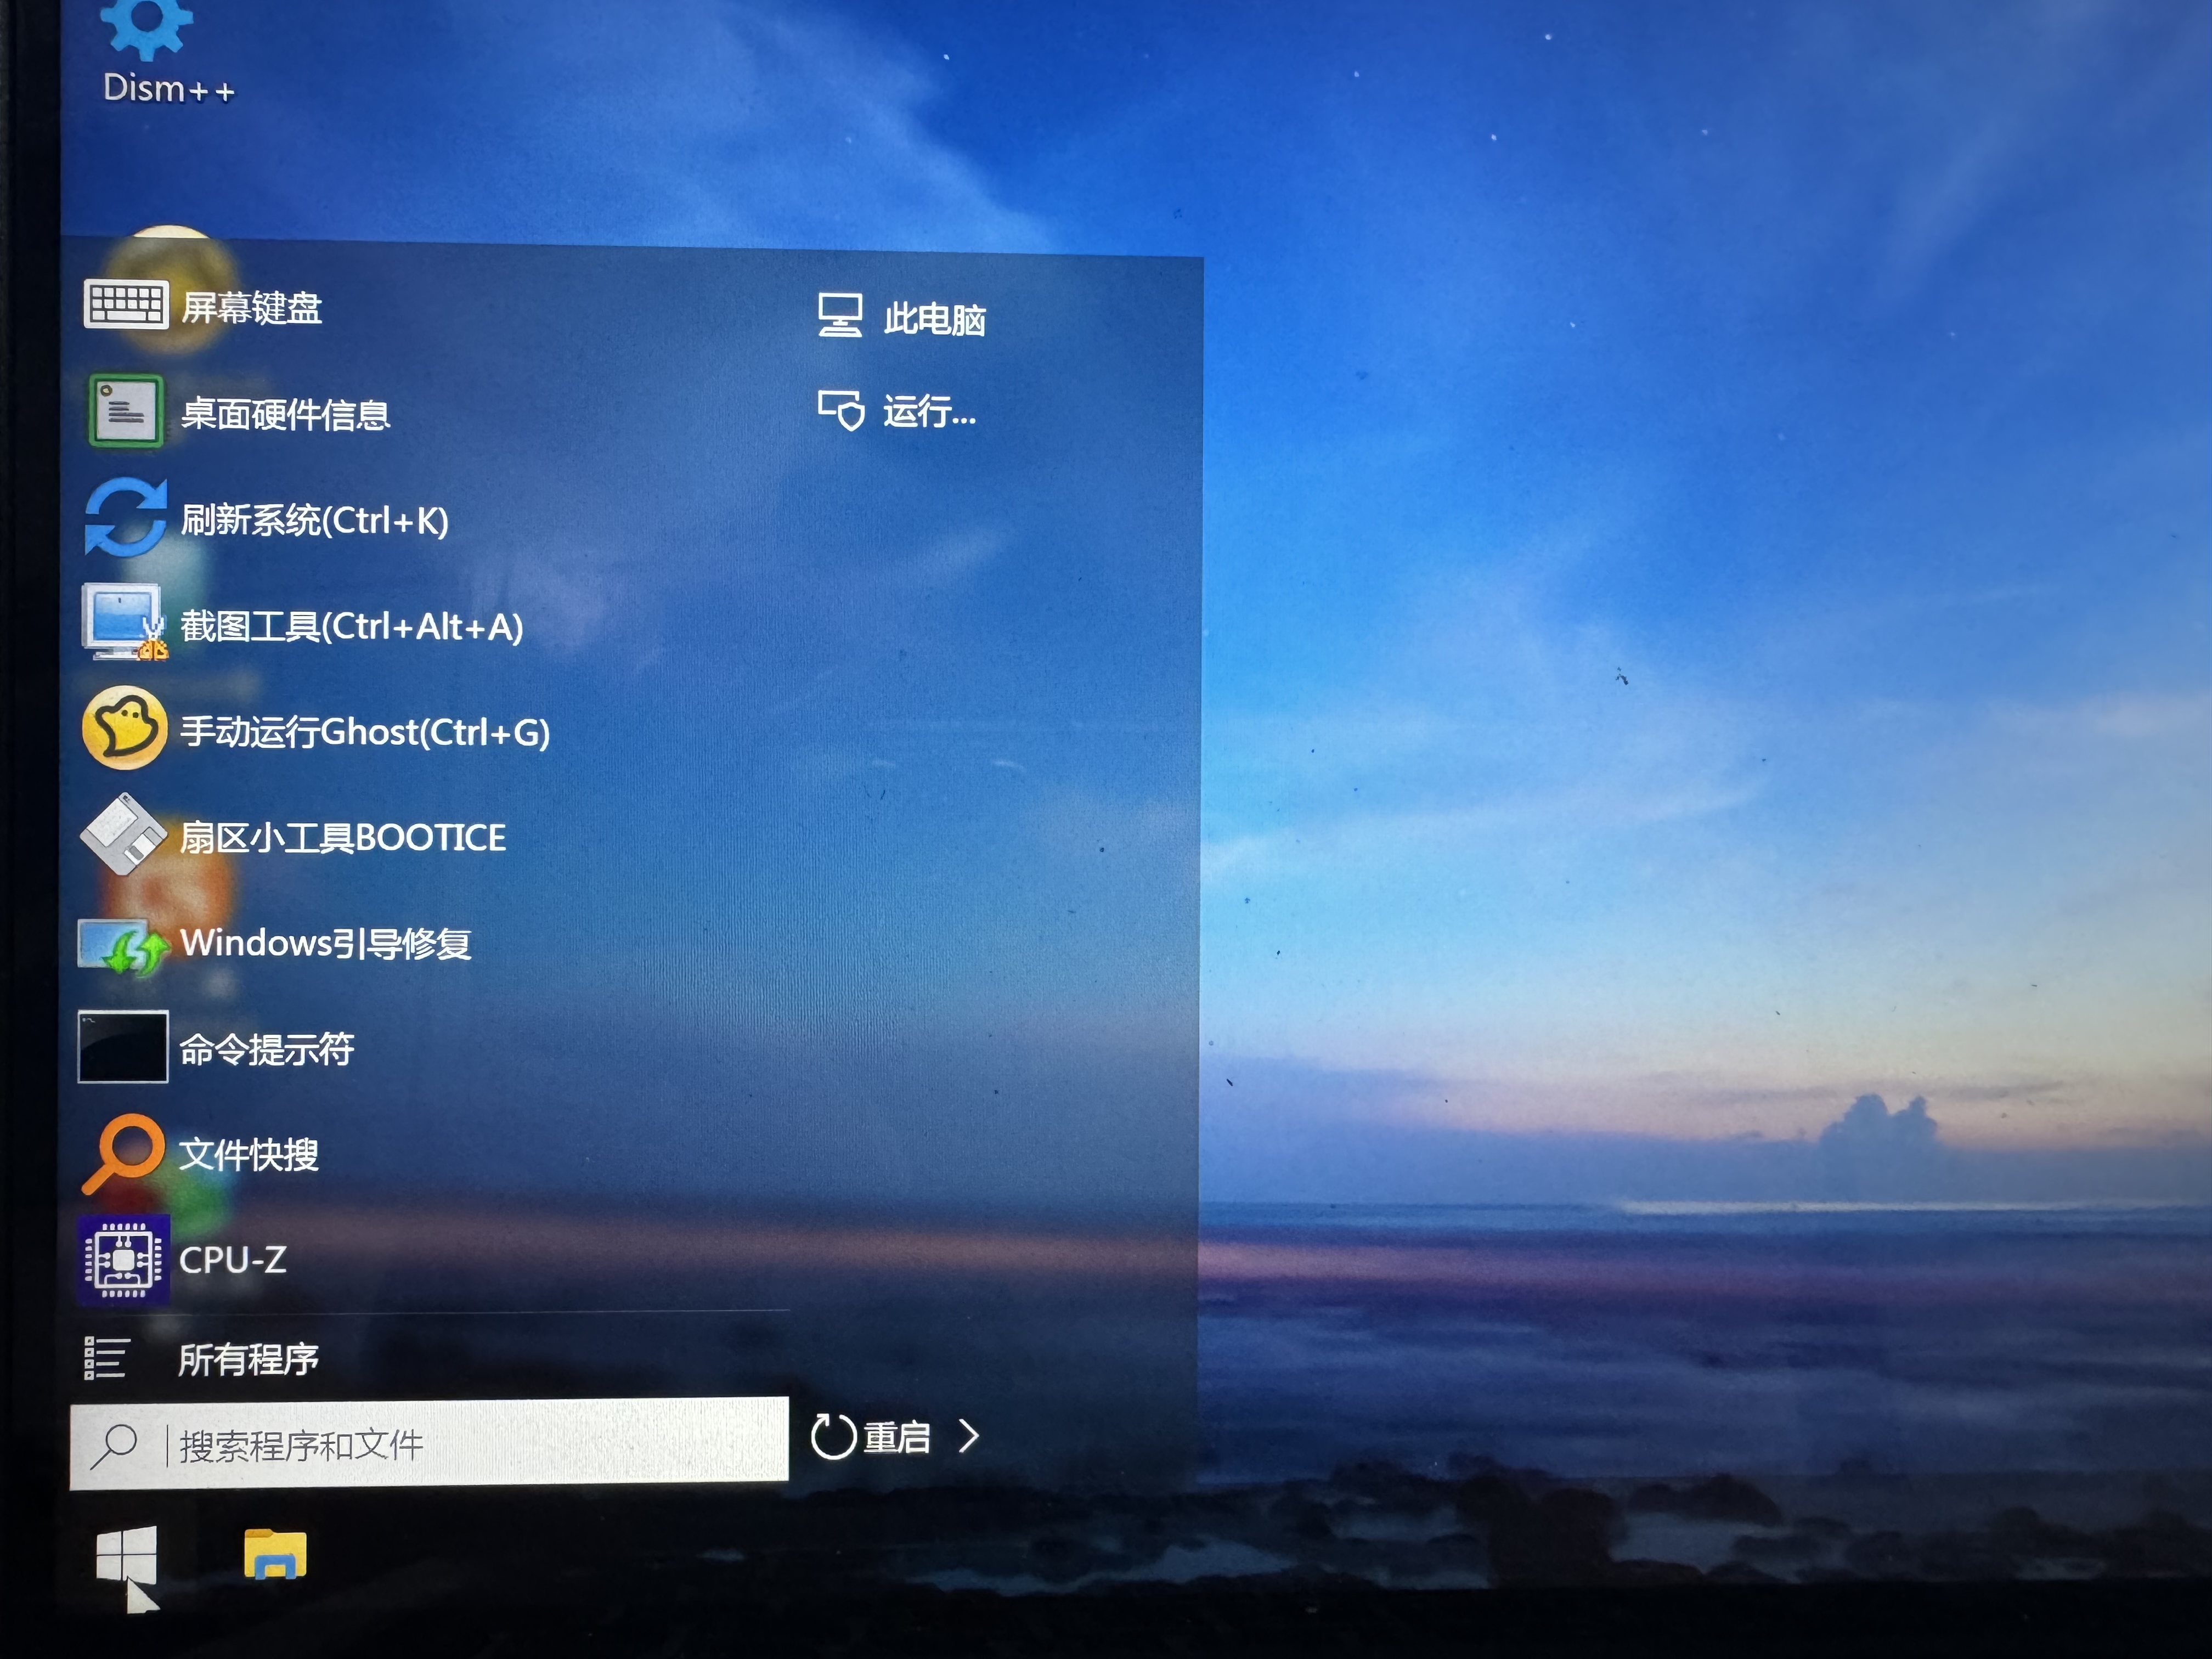 Dism++
屏幕键盘
桌面硬件信息
刷新系统(Ctrl+K)
截图工具(Ctrl+Alt+A)
手动运行Ghost(Ctrl+G)
扇区小工具BOOTICE
Windows引导修复
命令提示符
文件快搜
CPU-Z
所有程序
搜索程序和文件
此电脑
运行...
重启